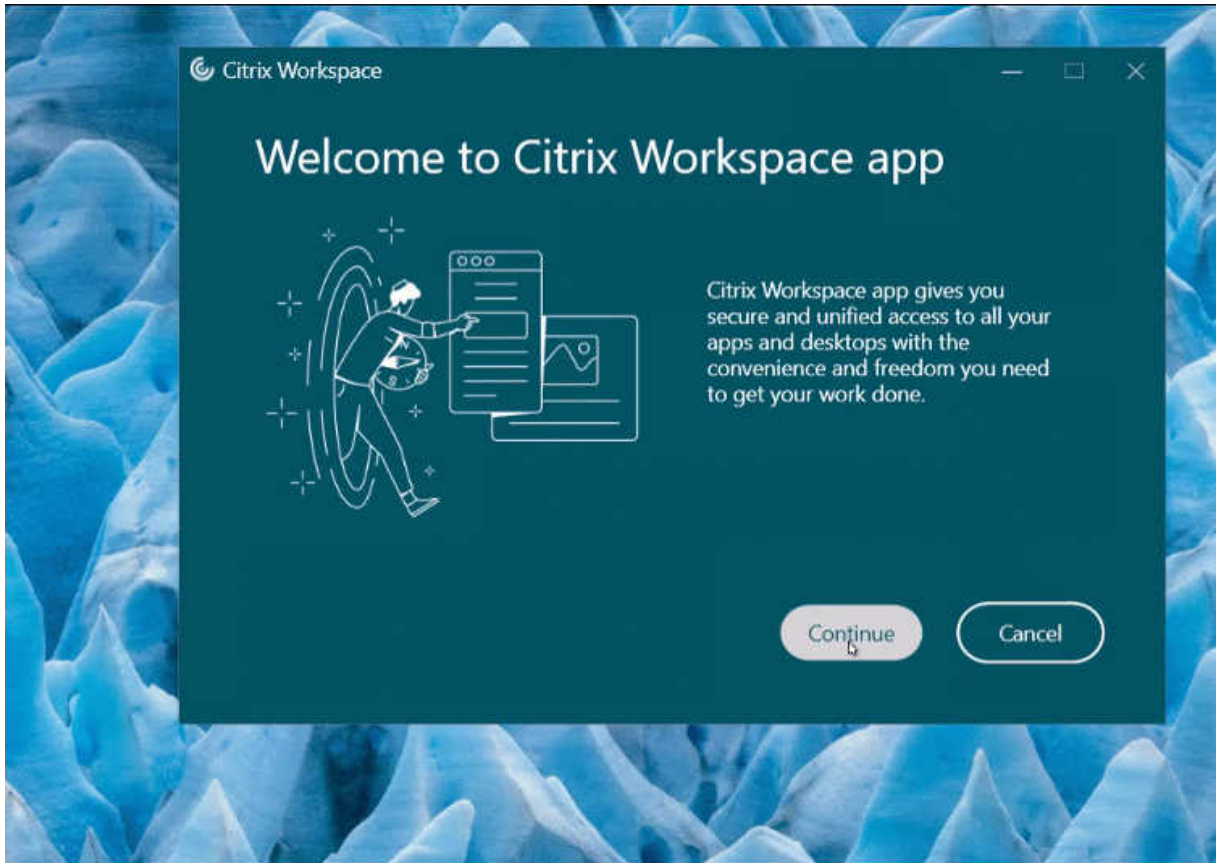 Citrix Workspace
Welcome to Citrix Workspace app
Citrix Workspace app gives you
secure and unified access to all your
apps and desktops with the
convenience and freedom you need
to get your work done.
N
S
Continue
Cancel